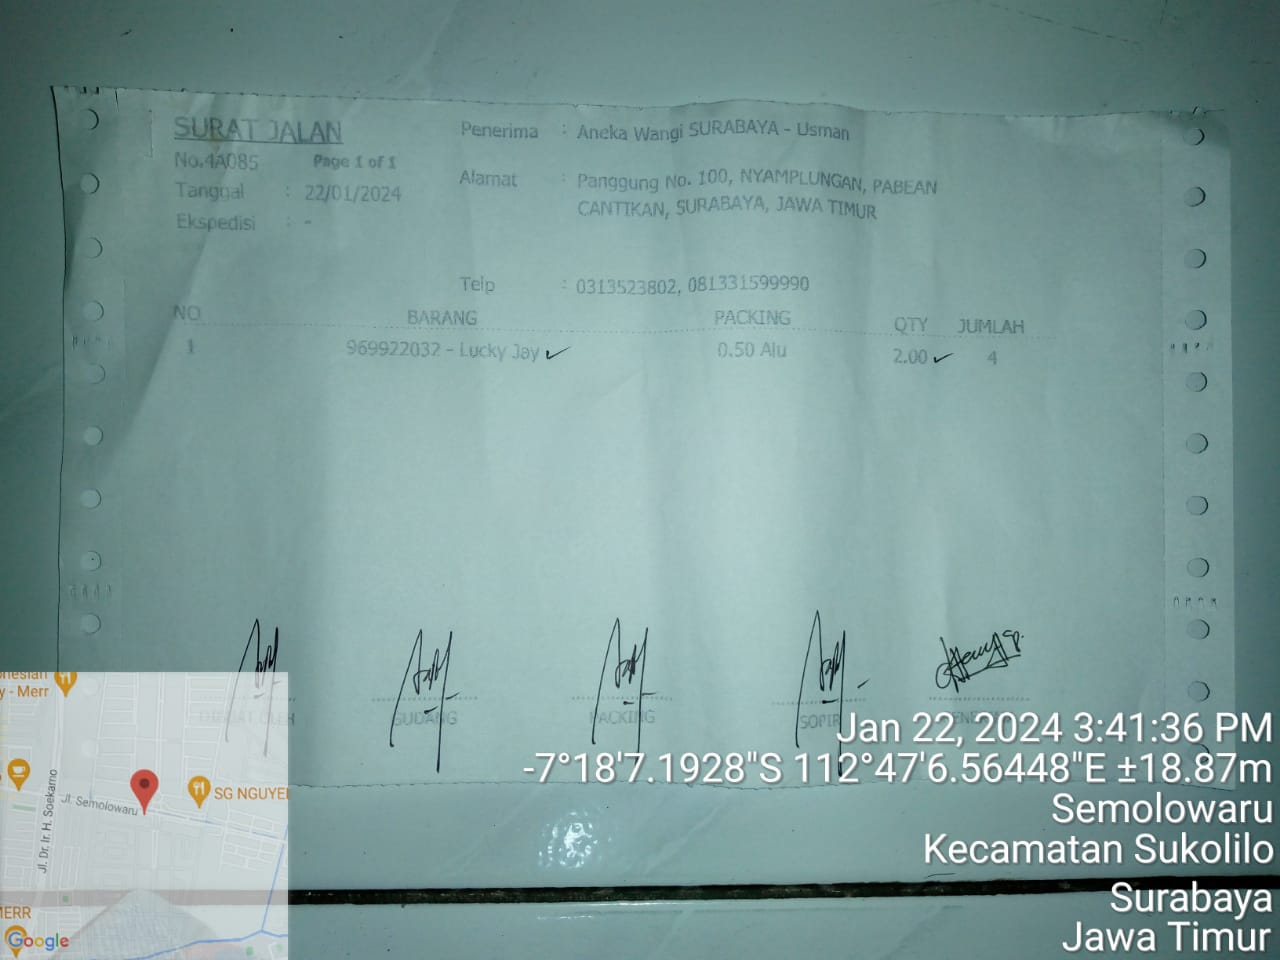 SURAT JALAN
No.4A085 Page 1 of 1
Tanggal : 22/01/2024
Ekspedisi : -
Penerima : Aneka Wangi SURABAYA - Usman
Alamat : Panggung No. 100, NYAMPLUNGAN, PABEAN
CANTIKAN, SURABAYA, JAWA TIMUR
Telp : 0313523802, 081331599990
NO BARANG PACKING QTY JUMLAH
1 969922032 - Lucky Jay 0.50 Alu 2.00 4
GUDANG PACKING SOPIR
Jan 22, 2024 3:41:36 PM
-7°18'7.1928"S 112°47'6.56448"E ±18.87m
Semolowaru
Kecamatan Sukolilo
Surabaya
Jawa Timur
y - Merr
Jl. Dr. Ir. H. Soekarno
Jl. Semolowaru
SG NGUYE
MERR
Google